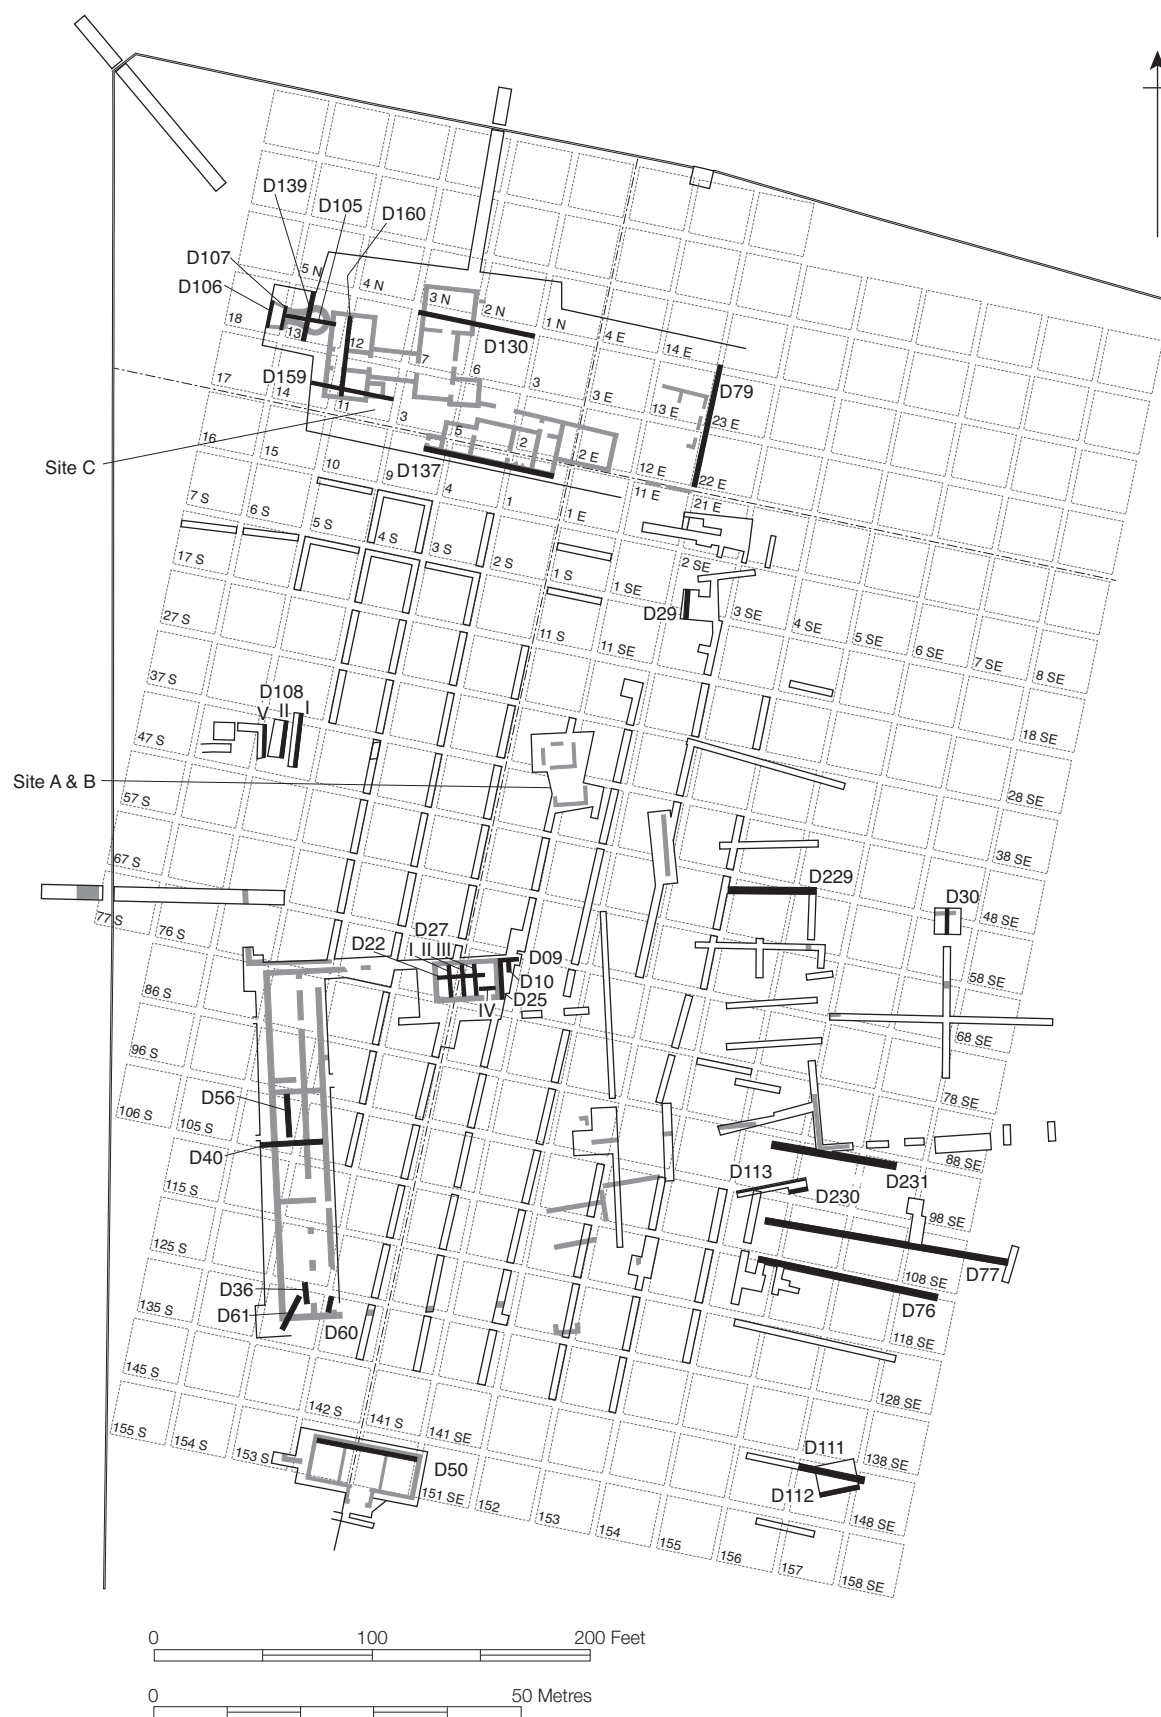 D139
D105
D160
D107
D106
5 N
4 N
3 N
2 N
1 N
4 E
14 E
18
13
12
D130
7
6
3
3 E
13 E
D79
23 E
17
D159
14
11
3
5
2
2 E
12 E
22 E
16
15
10
9
D137
4
1
1 E
11 E
21 E
Site C
7 S
6 S
5 S
4 S
3 S
2 S
1 S
1 SE
2 SE
3 SE
4 SE
5 SE
6 SE
7 SE
8 SE
17 S
D29
27 S
11 S
11 SE
37 S
18 SE
D108
V II I
47 S
28 SE
Site A & B
57 S
38 SE
67 S
D229
D30
48 SE
77 S
76 S
D27
D22
I II III
D09
D10
D25
IV
58 SE
86 S
68 SE
96 S
78 SE
D56
106 S
105 S
D40
88 SE
D231
D113
D230
115 S
98 SE
125 S
D77
108 SE
D36
D76
135 S
D61
D60
118 SE
145 S
128 SE
142 S
141 S
141 SE
155 S
154 S
153 S
D111
138 SE
D50
D112
151 SE
152
153
154
155
156
157
148 SE
158 SE
0 100 200 Feet
0 50 Metres